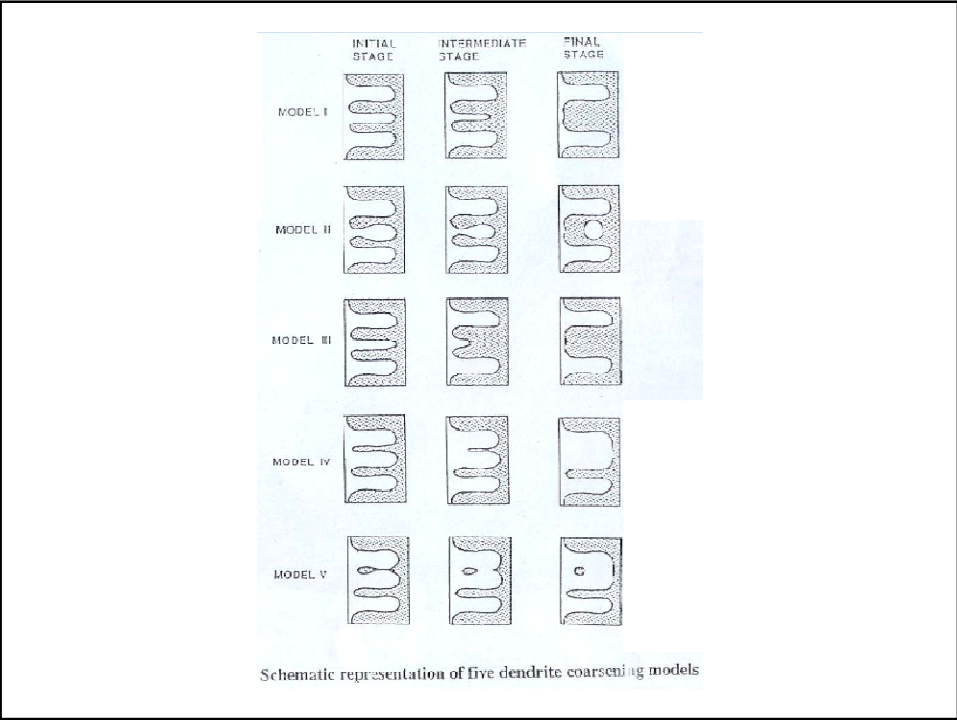 INITIAL STAGE
INTERMEDIATE STAGE
FINAL STAGE
MODEL I
MODEL II
MODEL III
MODEL IV
MODEL V
Schematic representation of five dendrite coarsening models